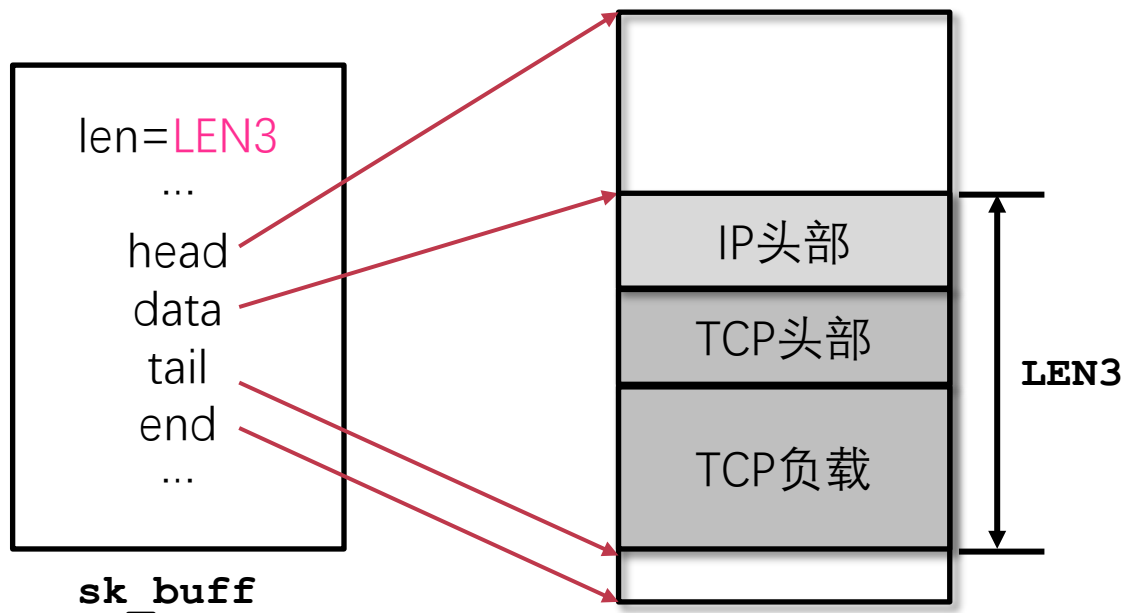 len=LEN3
...
head
data
tail
end
...
sk_buff
IP头部
TCP头部
TCP负载
LEN3